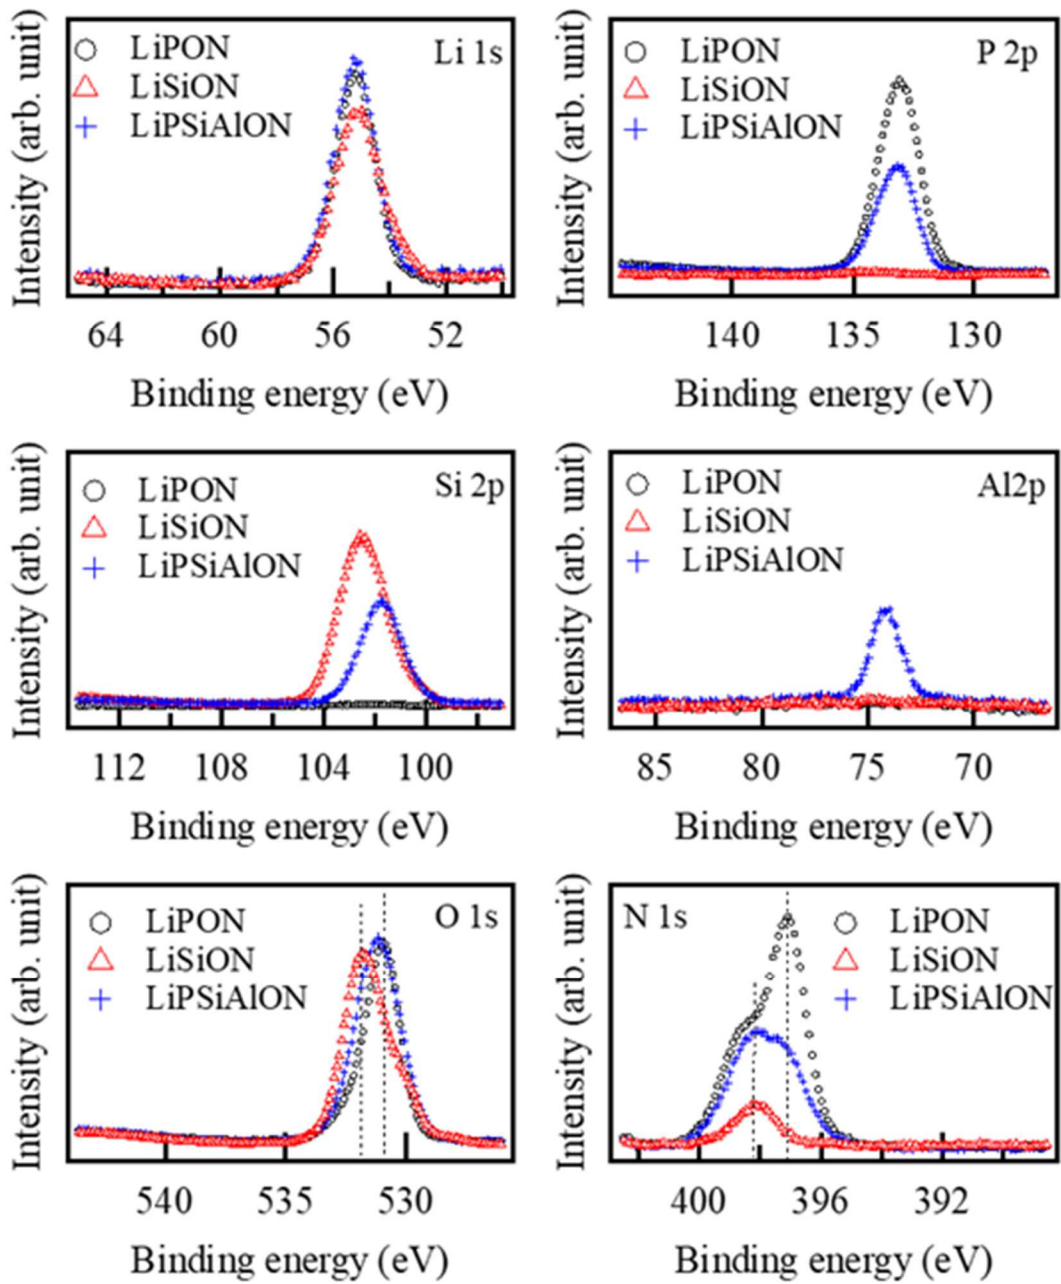 Intensity (arb. unit)
LiPON
LiSiON
LiPSiAlON
Li 1s
64 60 56 52
Binding energy (eV)
Intensity (arb. unit)
LiPON
LiSiON
LiPSiAlON
P 2p
140 135 130
Binding energy (eV)
Intensity (arb. unit)
LiPON
LiSiON
LiPSiAlON
Si 2p
112 108 104 100
Binding energy (eV)
Intensity (arb. unit)
LiPON
LiSiON
LiPSiAlON
Al2p
85 80 75 70
Binding energy (eV)
Intensity (arb. unit)
LiPON
LiSiON
LiPSiAlON
O 1s
540 535 530
Binding energy (eV)
Intensity (arb. unit)
N 1s
LiPON
LiSiON
LiPSiAlON
400 396 392
Binding energy (eV)